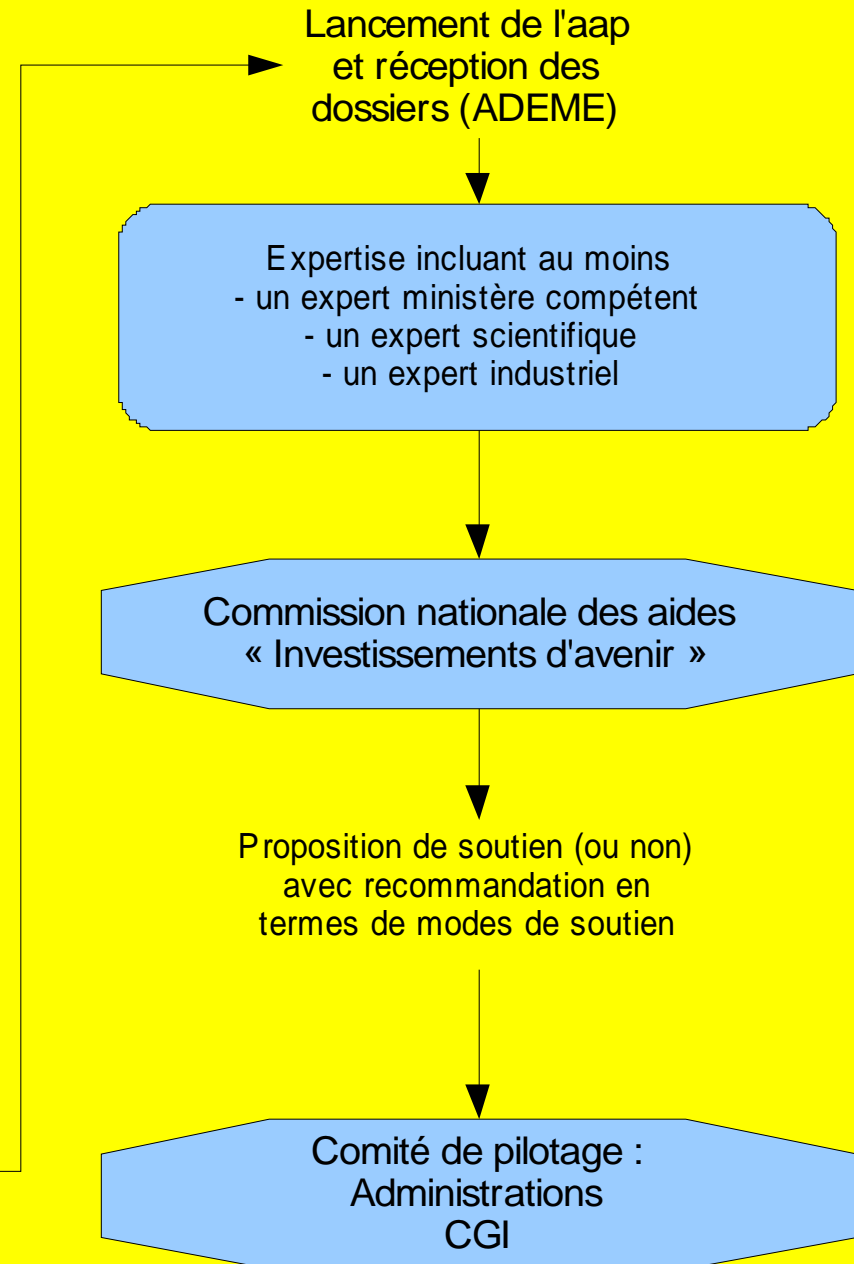 Lancement de l'aap
et réception des
dossiers (ADEME)
Expertise incluant au moins
- un expert ministère compétent
- un expert scientifique
- un expert industriel
Commission nationale des aides
« Investissements d'avenir »
Proposition de soutien (ou non)
avec recommandation en
termes de modes de soutien
Comité de pilotage :
Administrations
CGI